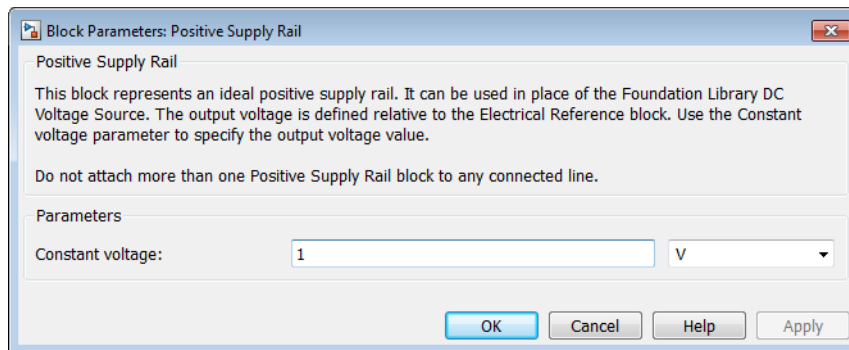 Block Parameters: Positive Supply Rail
Positive Supply Rail
This block represents an ideal positive supply rail. It can be used in place of the Foundation Library DC
Voltage Source. The output voltage is defined relative to the Electrical Reference block. Use the Constant
voltage parameter to specify the output voltage value.
Do not attach more than one Positive Supply Rail block to any connected line.
Parameters
Constant voltage: 1 V
OK Cancel Help Apply